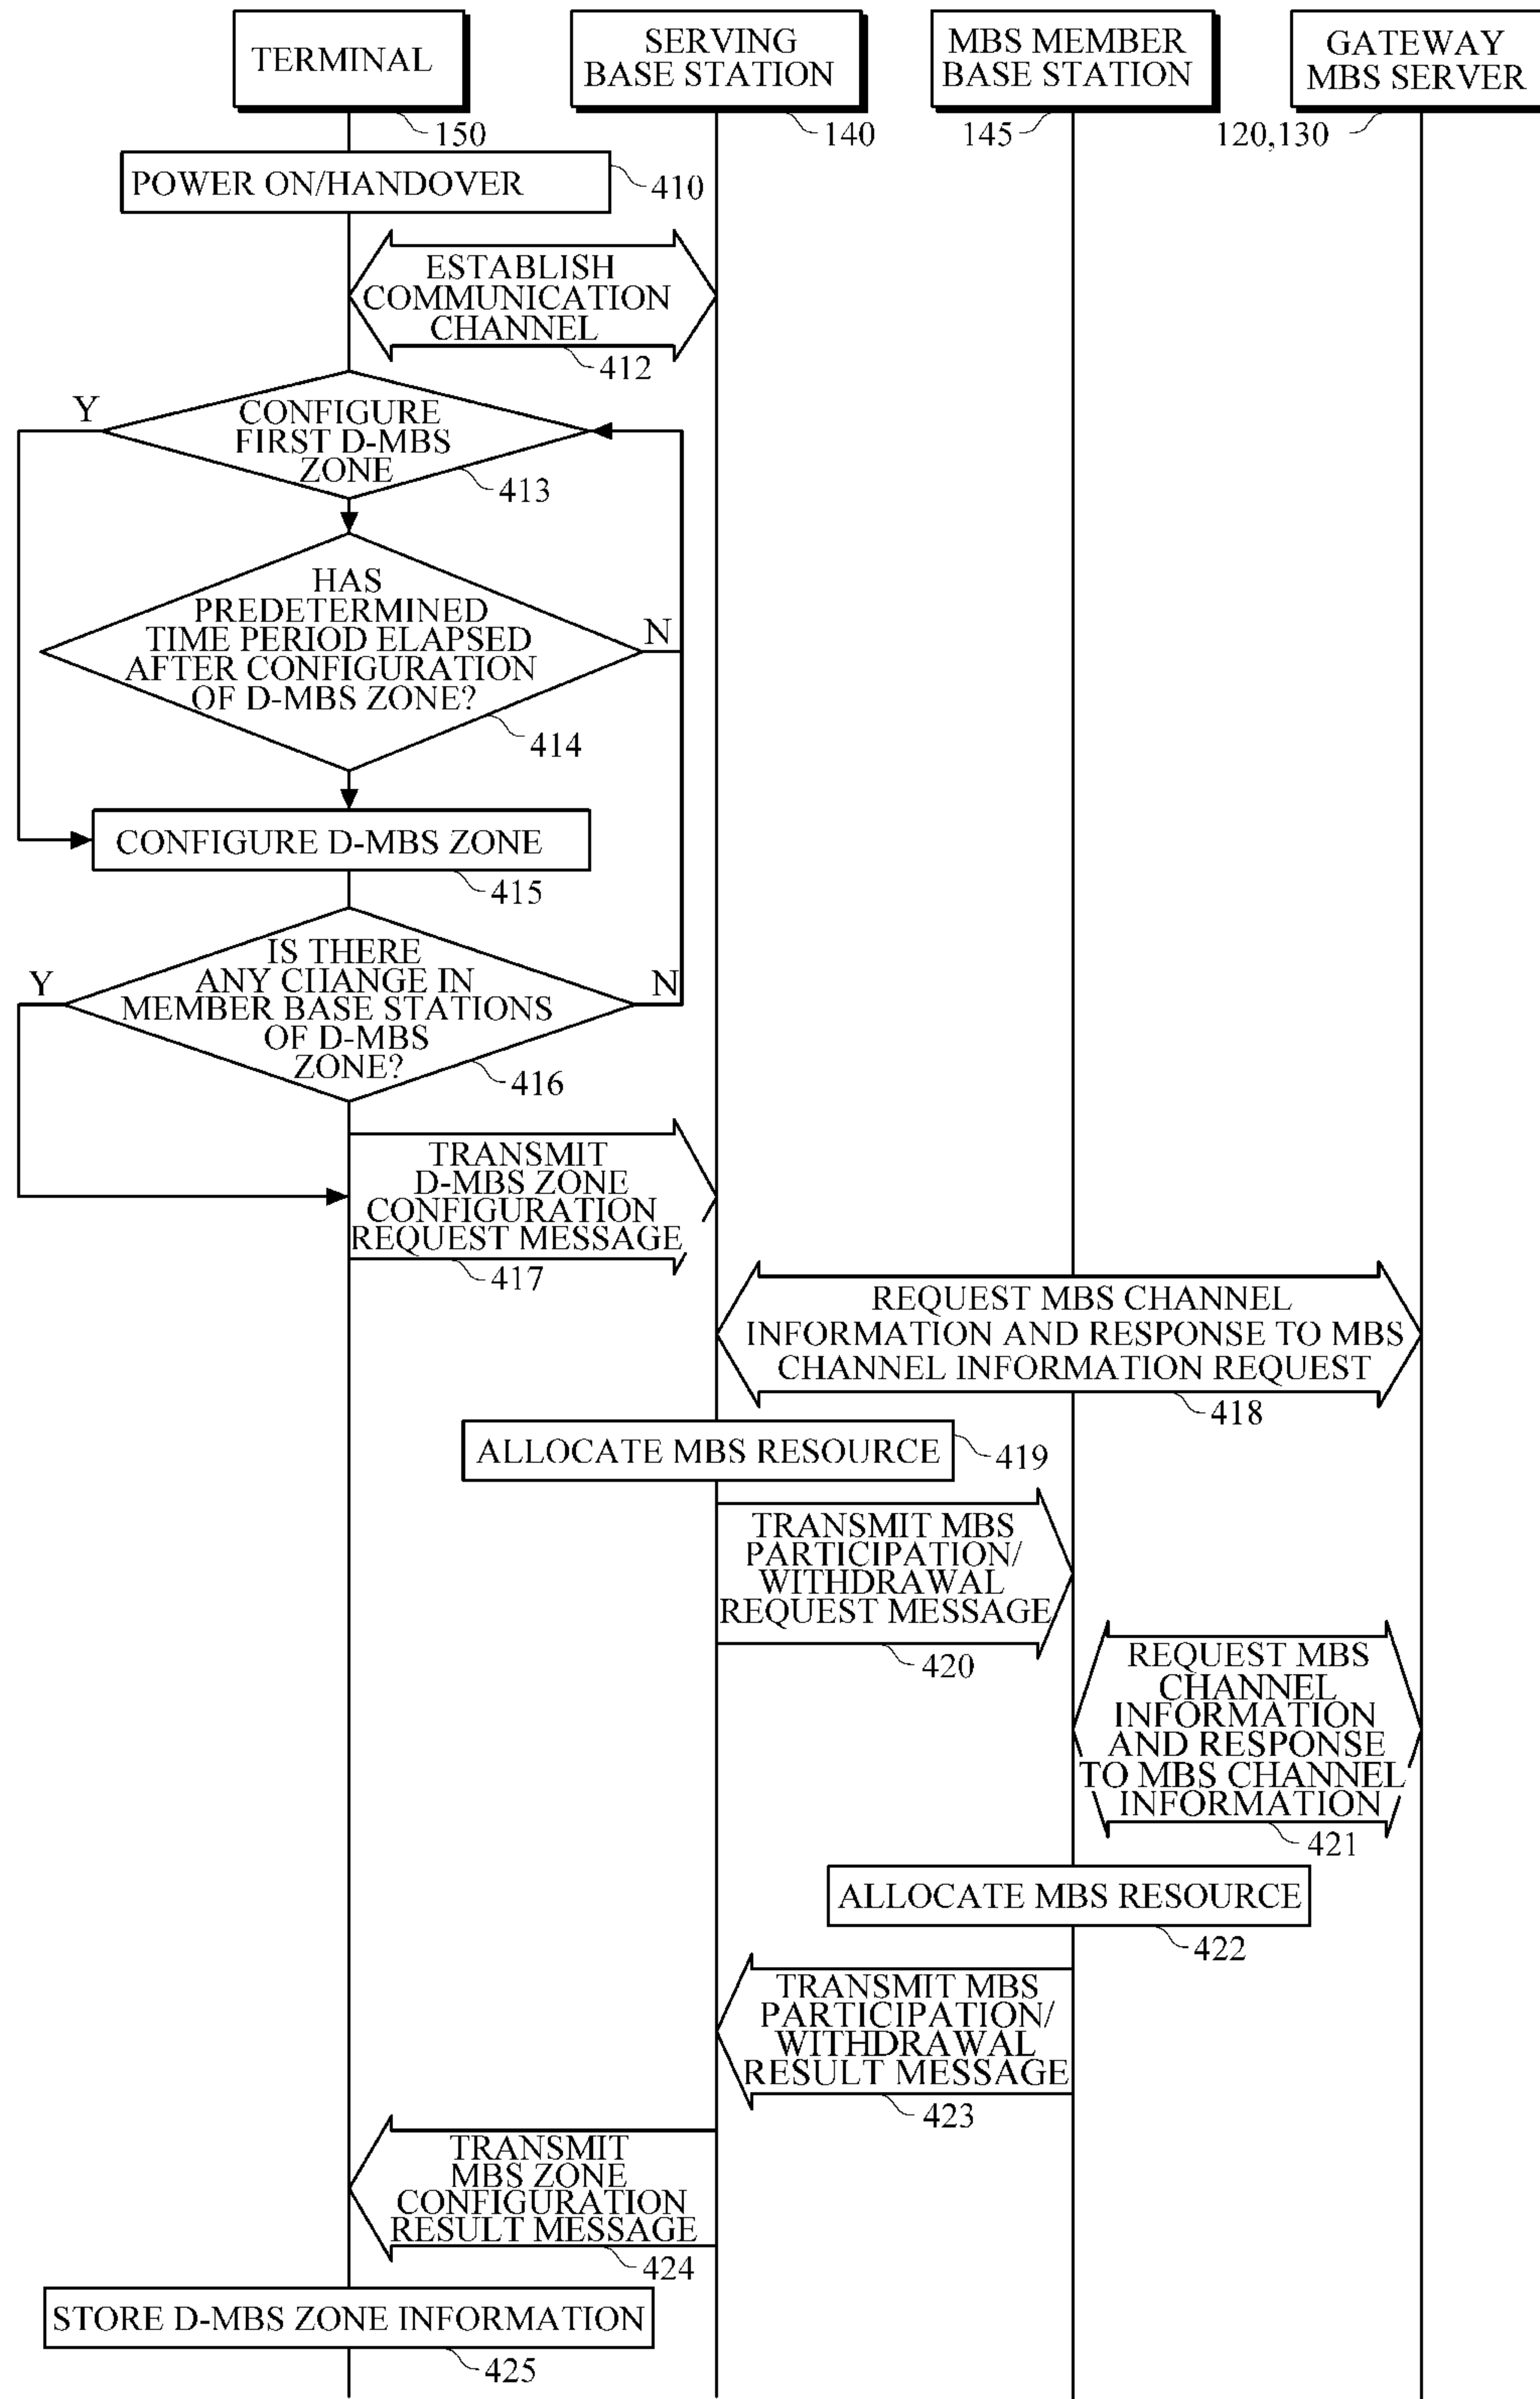 TERMINAL
150
SERVING
BASE STATION
140
MBS MEMBER
BASE STATION
145
GATEWAY
MBS SERVER
120,130
POWER ON/HANDOVER
410
ESTABLISH
COMMUNICATION
CHANNEL
412
Y
CONFIGURE
FIRST D-MBS
ZONE
413
HAS
PREDETERMINED
TIME PERIOD ELAPSED
AFTER CONFIGURATION
OF D-MBS ZONE?
N
414
CONFIGURE D-MBS ZONE
415
Y
IS THERE
ANY CHANGE IN
MEMBER BASE STATIONS
OF D-MBS
ZONE?
N
416
TRANSMIT
D-MBS ZONE
CONFIGURATION
REQUEST MESSAGE
417
REQUEST MBS CHANNEL
INFORMATION AND RESPONSE TO MBS
CHANNEL INFORMATION REQUEST
418
ALLOCATE MBS RESOURCE
419
TRANSMIT MBS
PARTICIPATION/
WITHDRAWAL
REQUEST MESSAGE
420
REQUEST MBS
CHANNEL
INFORMATION
AND RESPONSE
TO MBS CHANNEL
INFORMATION
421
ALLOCATE MBS RESOURCE
422
TRANSMIT MBS
PARTICIPATION/
WITHDRAWAL
RESULT MESSAGE
423
TRANSMIT
MBS ZONE
CONFIGURATION
RESULT MESSAGE
424
STORE D-MBS ZONE INFORMATION
425